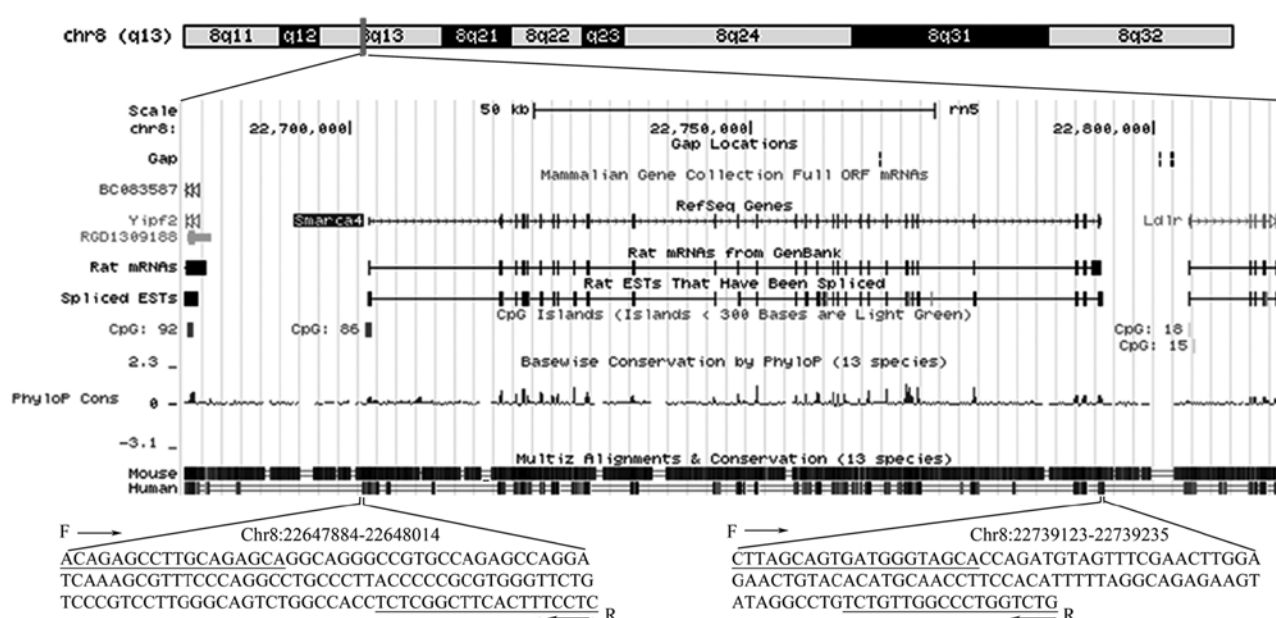 chr8 (q13) 8q11 q12 8q13 8q21 8q22 q23 8q24 8q31 8q32
Scale 50 kb rn5
chr8: 22,700,000 22,750,000 22,800,000
Gap Locations
Gap
Mammalian Gene Collection Full ORF mRNAs
BC083587
RefSeq Genes
Yipf2 Smarca4 Ldlr
RGD1309188
Rat mRNAs from GenBank
Rat mRNAs
Rat ESTs That Have Been Spliced
Spliced ESTs
CpG Islands (Islands < 300 Bases are Light Green)
CpG: 92 CpG: 86 CpG: 18
CpG: 15
2.3 _ Basewise Conservation by PhyloP (13 species)
PhyloP Cons 0 _
-3.1 _
Multiz Alignments & Conservation (13 species)
Mouse
Human
F Chr8:22647884-22648014
ACAGAGCCTTGCAGAGCAGGCAGGGCCGTGCCAGAGCCAGGA
TCAAAGCGTTTCCCAGGCCTGCCCTTACCCCCGCGTGGGTTCTG
TCCCGTCCTTGGGCAGTCTGGCCACCTCTCGGCTTCACTTTCCTC
R
F Chr8:22739123-22739235
CTTAGCAGTGATGGGTAGCACCAGATGTAGTTTCGAACTTGGA
GAACTGTACACATGCAACCTTCCACATTTTTAGGCAGAGAAGT
ATAGGCCTGTCTGTTGGCCCTGGTCTG
R